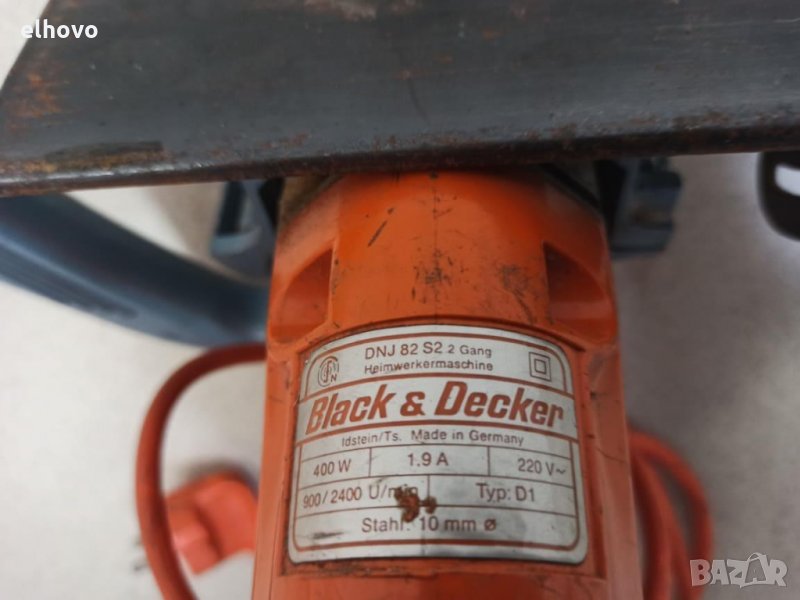 elhovo
DNJ 82 S2 2 Gang
Heimwerkermaschine
Black & Decker
Idstein/Ts. Made in Germany
400 W 1.9 A 220 V~
900/2400 U/min Typ: D1
Stahl: 10 mm ø
BAZAR